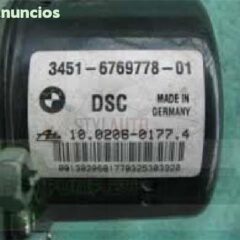 nuncios
3451-6769778-01
DSC
MADE IN
GERMANY
10.0206-0177.4